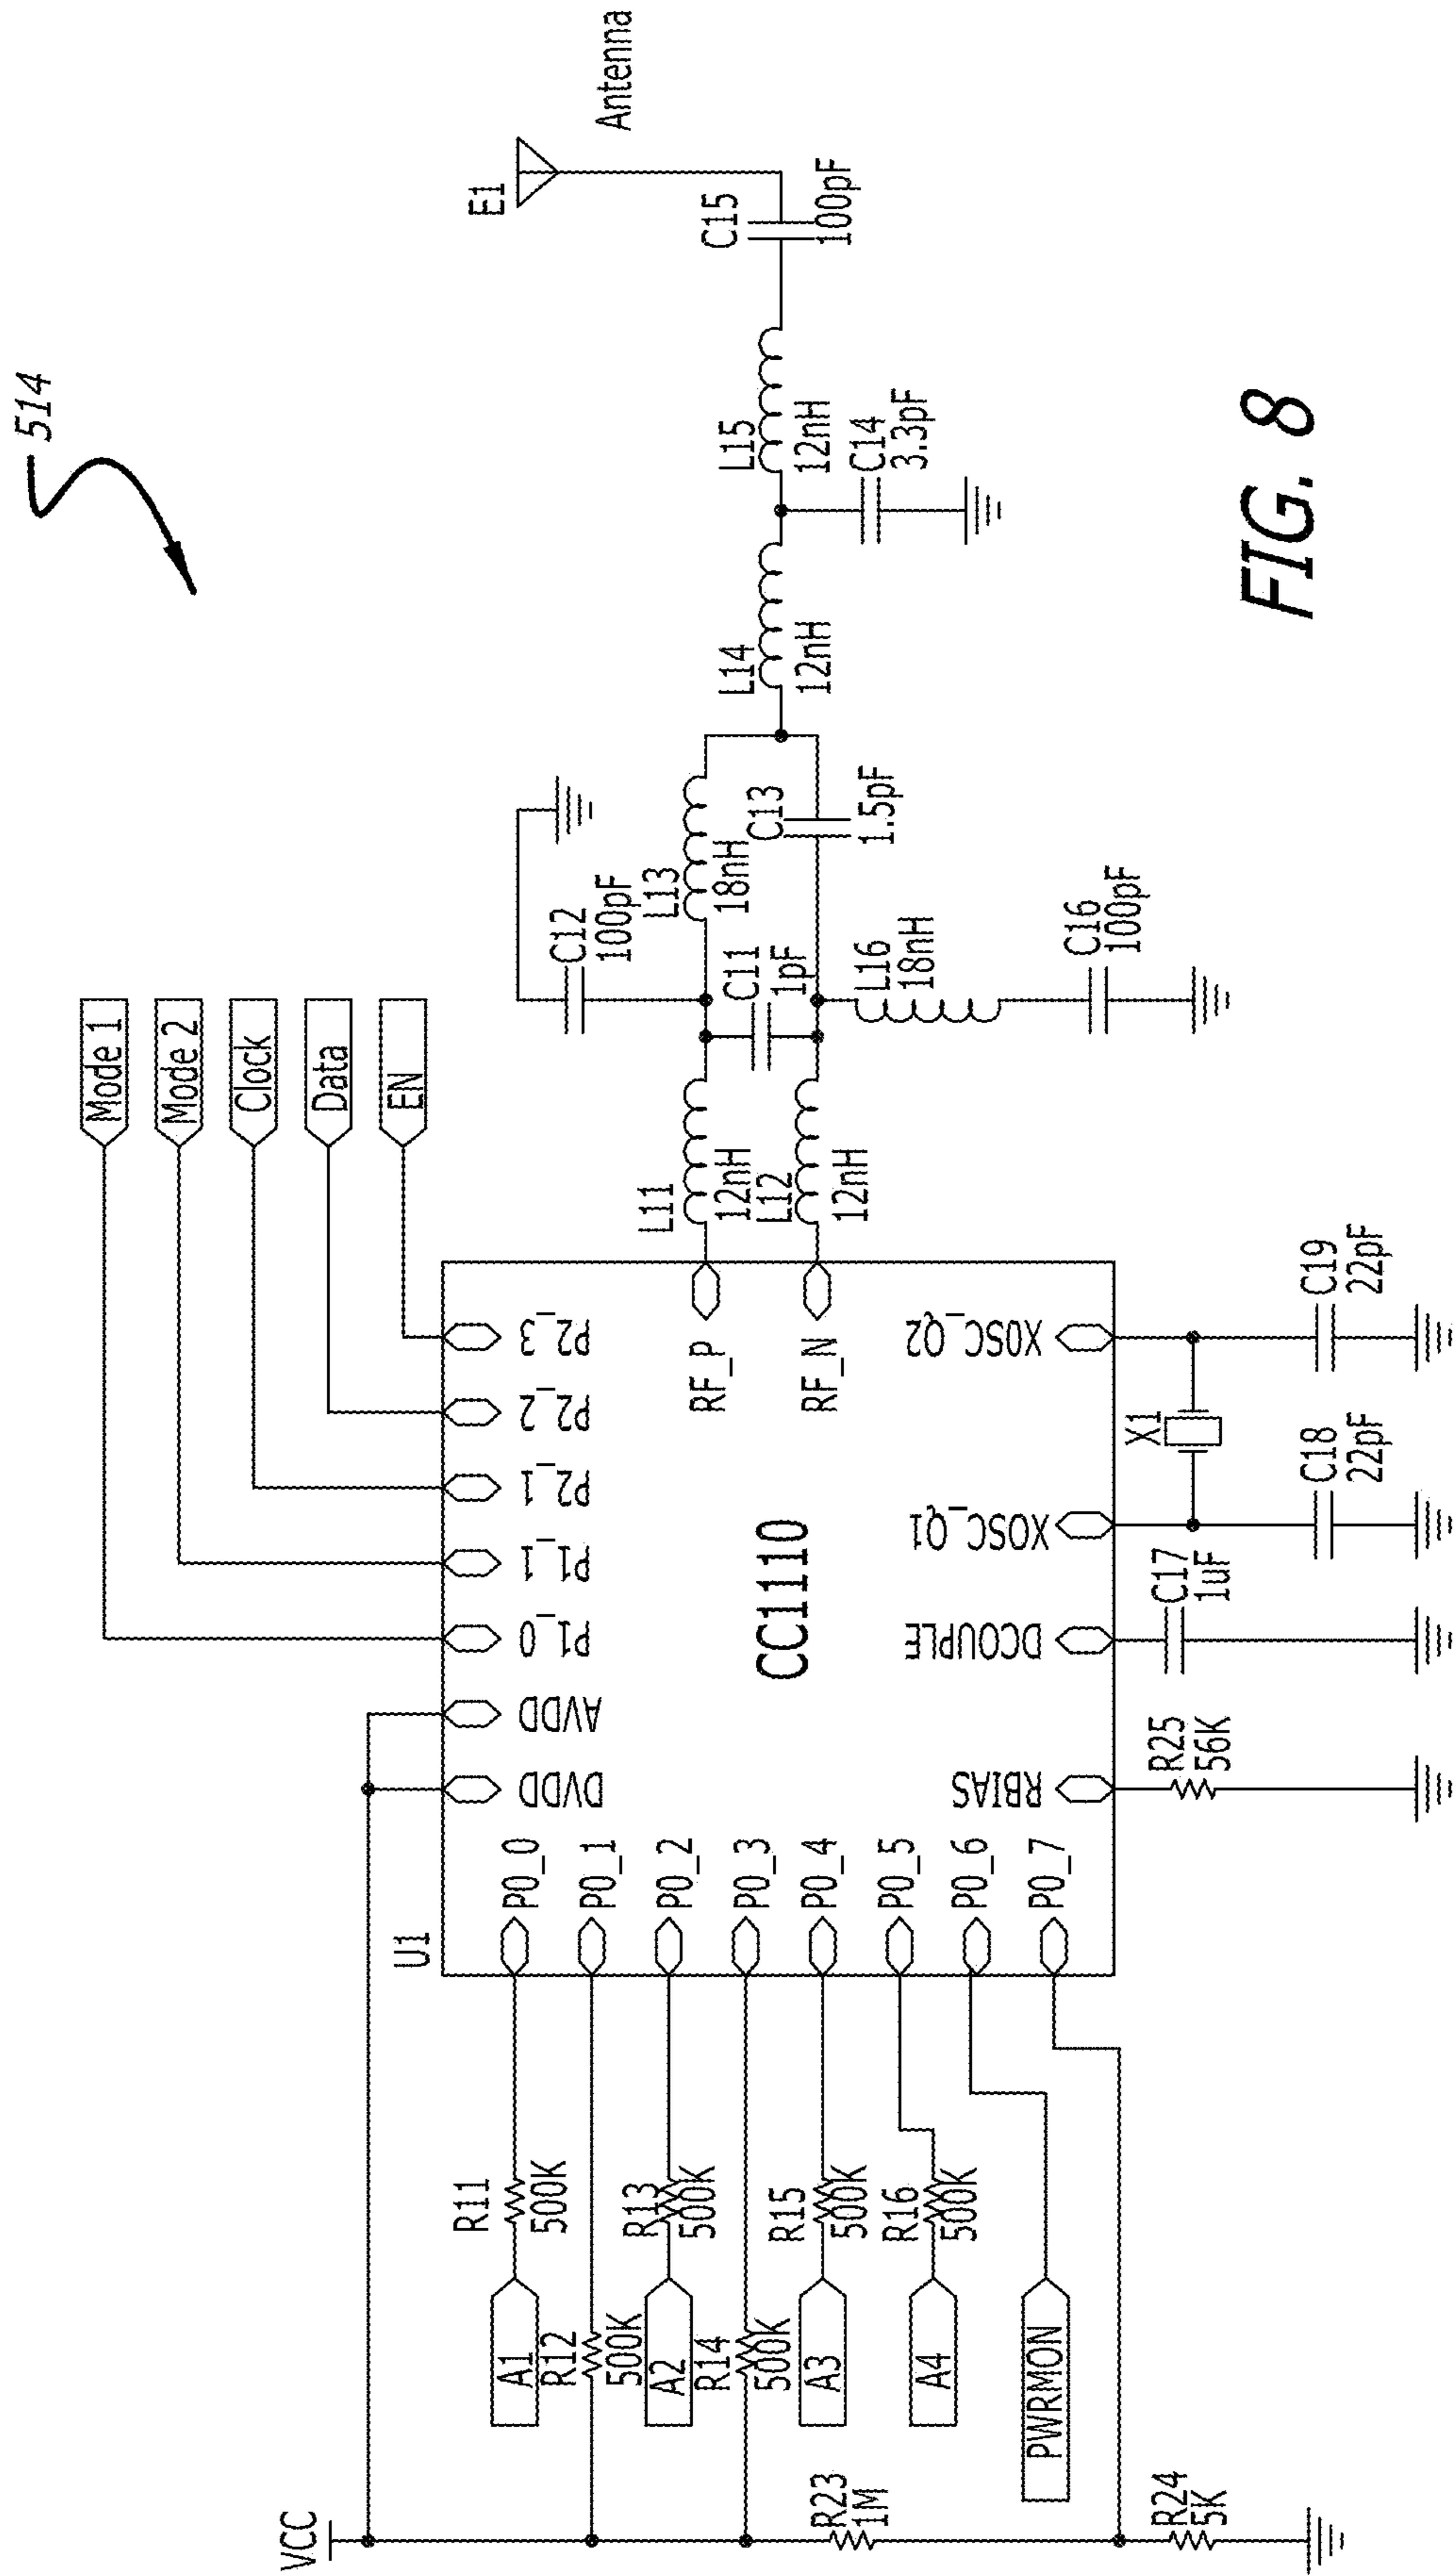 514
Mode 1
Mode 2
Clock
Data
EN
E1
Antenna
VCC
U1
DVDD
AVDD
P1_0
P1_1
P2_1
P2_2
P2_3
A1
R11
500K
P0_0
R12
500K
P0_1
A2
R13
500K
P0_2
R14
500K
P0_3
A3
R15
500K
P0_4
A4
R16
500K
P0_5
PWRMON
P0_6
P0_7
R23
1M
R24
5K
CC1110
RF_P
RF_N
L11
12nH
L12
12nH
C12
100pF
C11
1pF
L13
18nH
C13
1.5pF
L16
18nH
C16
100pF
L14
12nH
L15
12nH
C14
3.3pF
C15
100pF
RBIAS
DCOUPLE
XOSC_Q1
XOSC_Q2
R25
56K
C17
1uF
X1
C18
22pF
C19
22pF
FIG. 8